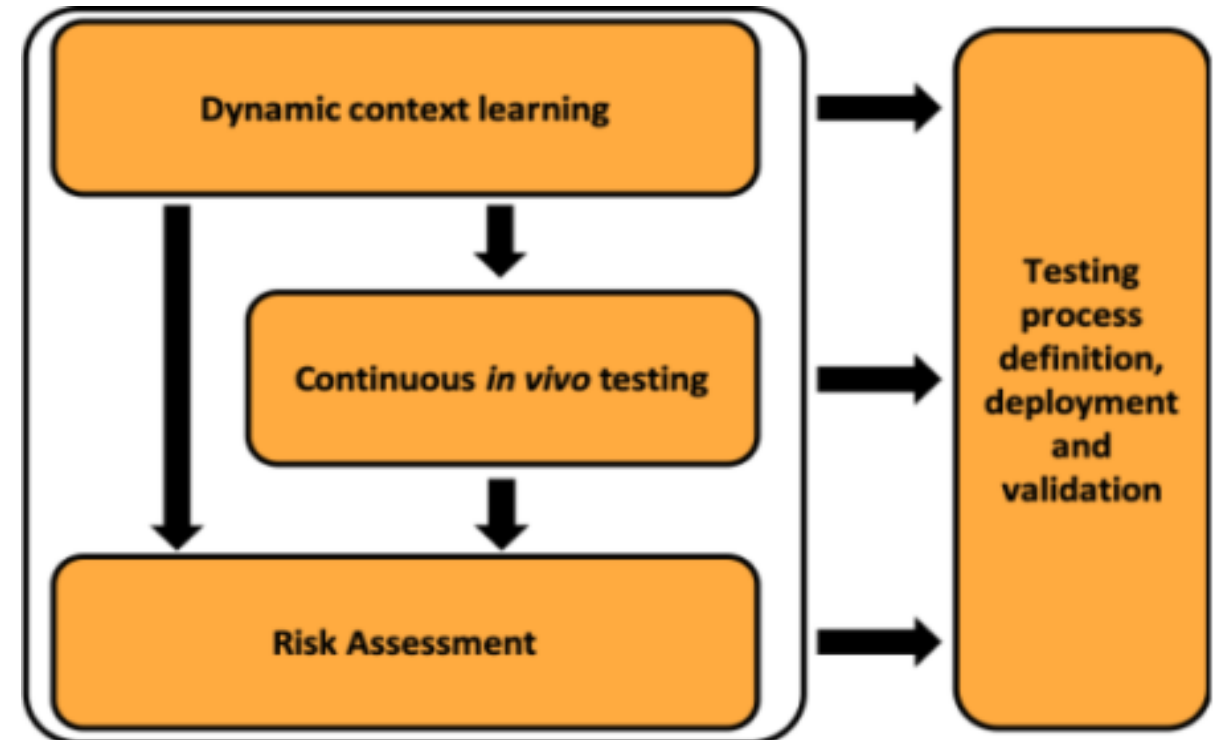 Dynamic context learning
Continuous in vivo testing
Risk Assessment
Testing
process
definition,
deployment
and
validation